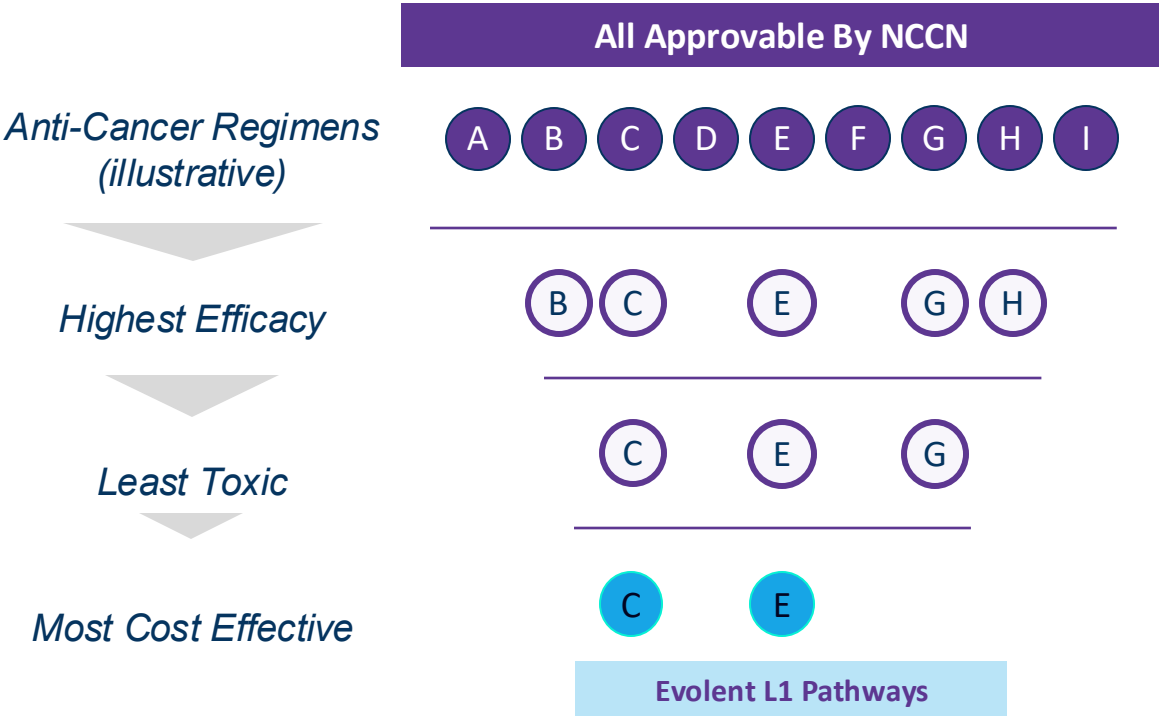 All Approvable By NCCN
Anti-Cancer Regimens
(illustrative)
A B C D E F G H I
Highest Efficacy
B C E G H
Least Toxic
C E G
Most Cost Effective
C E
Evolent L1 Pathways